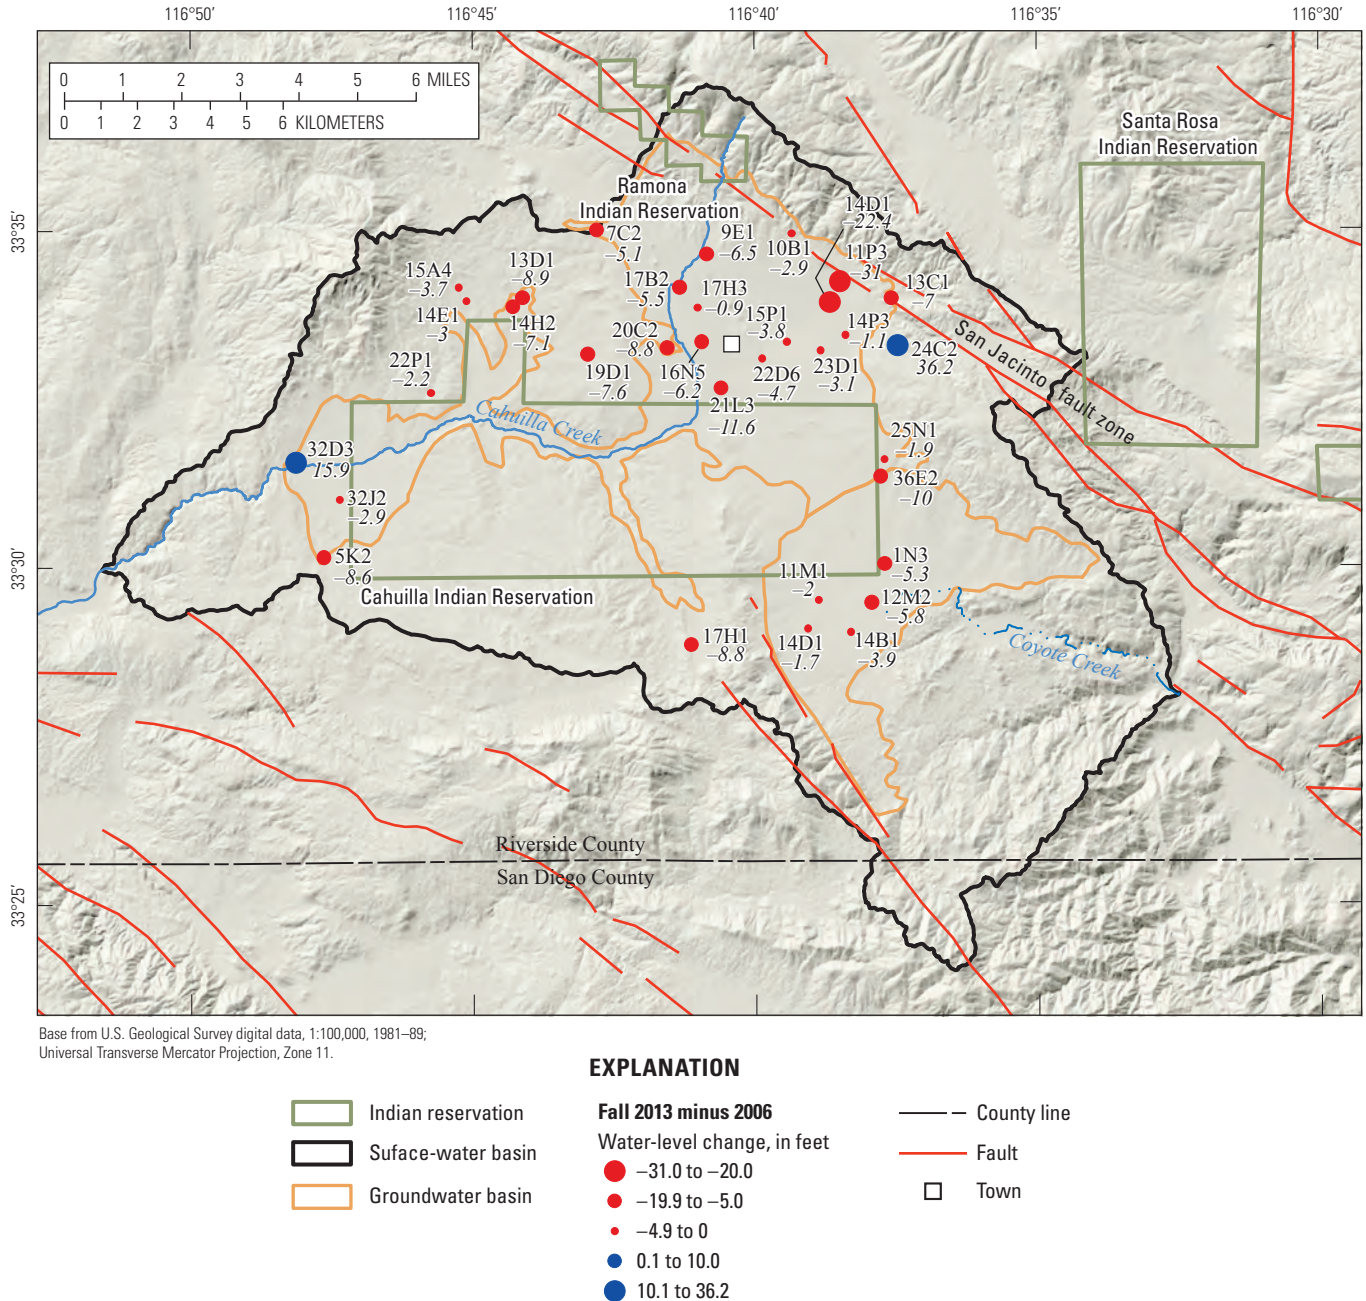 116°50′
116°45′
116°40′
116°35′
116°30′
0 1 2 3 4 5 6 MILES
0 1 2 3 4 5 6 KILOMETERS
Santa Rosa
Indian Reservation
Ramona
Indian Reservation
33°35′
33°30′
33°25′
14D1
−22.4
7C2
−5.1
9E1
−6.5
10B1
−2.9
11P3
−31
13D1
−8.9
15A4
−3.7
17B2
−5.5
17H3
−0.9
13C1
−7
14E1
−3
14H2
−7.1
15P1
−3.8
14P3
−1.1
20C2
−8.8
24C2
36.2
San Jacinto fault zone
22P1
−2.2
19D1
−7.6
16N5
−6.2
22D6
−4.7
23D1
−3.1
21L3
−11.6
Cahuilla Creek
25N1
−1.9
32D3
15.9
36E2
−10
32J2
−2.9
5K2
−8.6
1N3
−5.3
11M1
−2
12M2
−5.8
Cahuilla Indian Reservation
17H1
−8.8
14D1
−1.7
14B1
−3.9
Coyote Creek
Riverside County
San Diego County
Base from U.S. Geological Survey digital data, 1:100,000, 1981–89;
Universal Transverse Mercator Projection, Zone 11.
EXPLANATION
Indian reservation
Suface-water basin
Groundwater basin
Fall 2013 minus 2006
Water-level change, in feet
−31.0 to −20.0
−19.9 to −5.0
−4.9 to 0
0.1 to 10.0
10.1 to 36.2
County line
Fault
Town